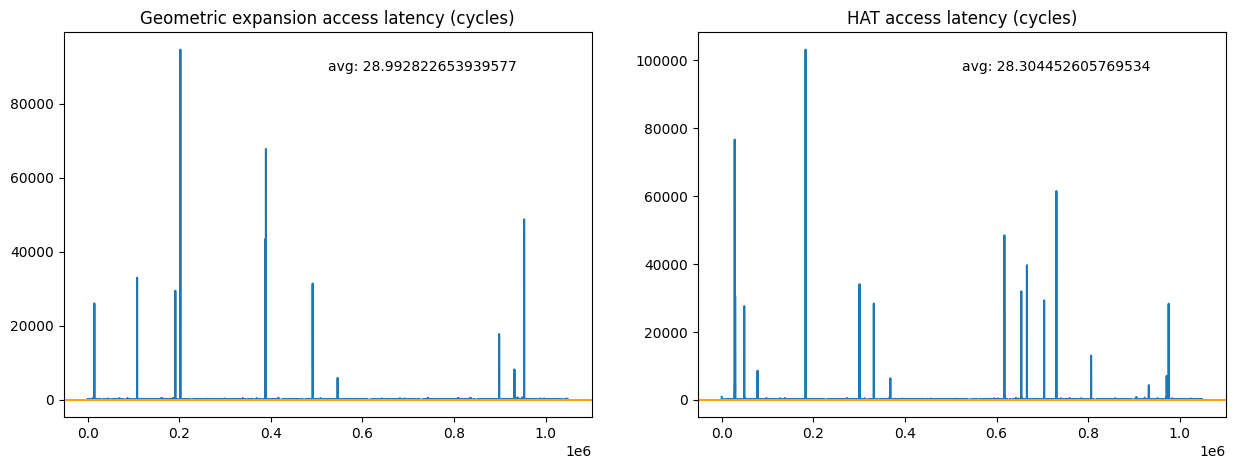 Geometric expansion access latency (cycles)
avg: 28.992822653939577
80000
60000
40000
20000
0
0.0 0.2 0.4 0.6 0.8 1.0
1e6
HAT access latency (cycles)
avg: 28.304452605769534
100000
80000
60000
40000
20000
0
0.0 0.2 0.4 0.6 0.8 1.0
1e6